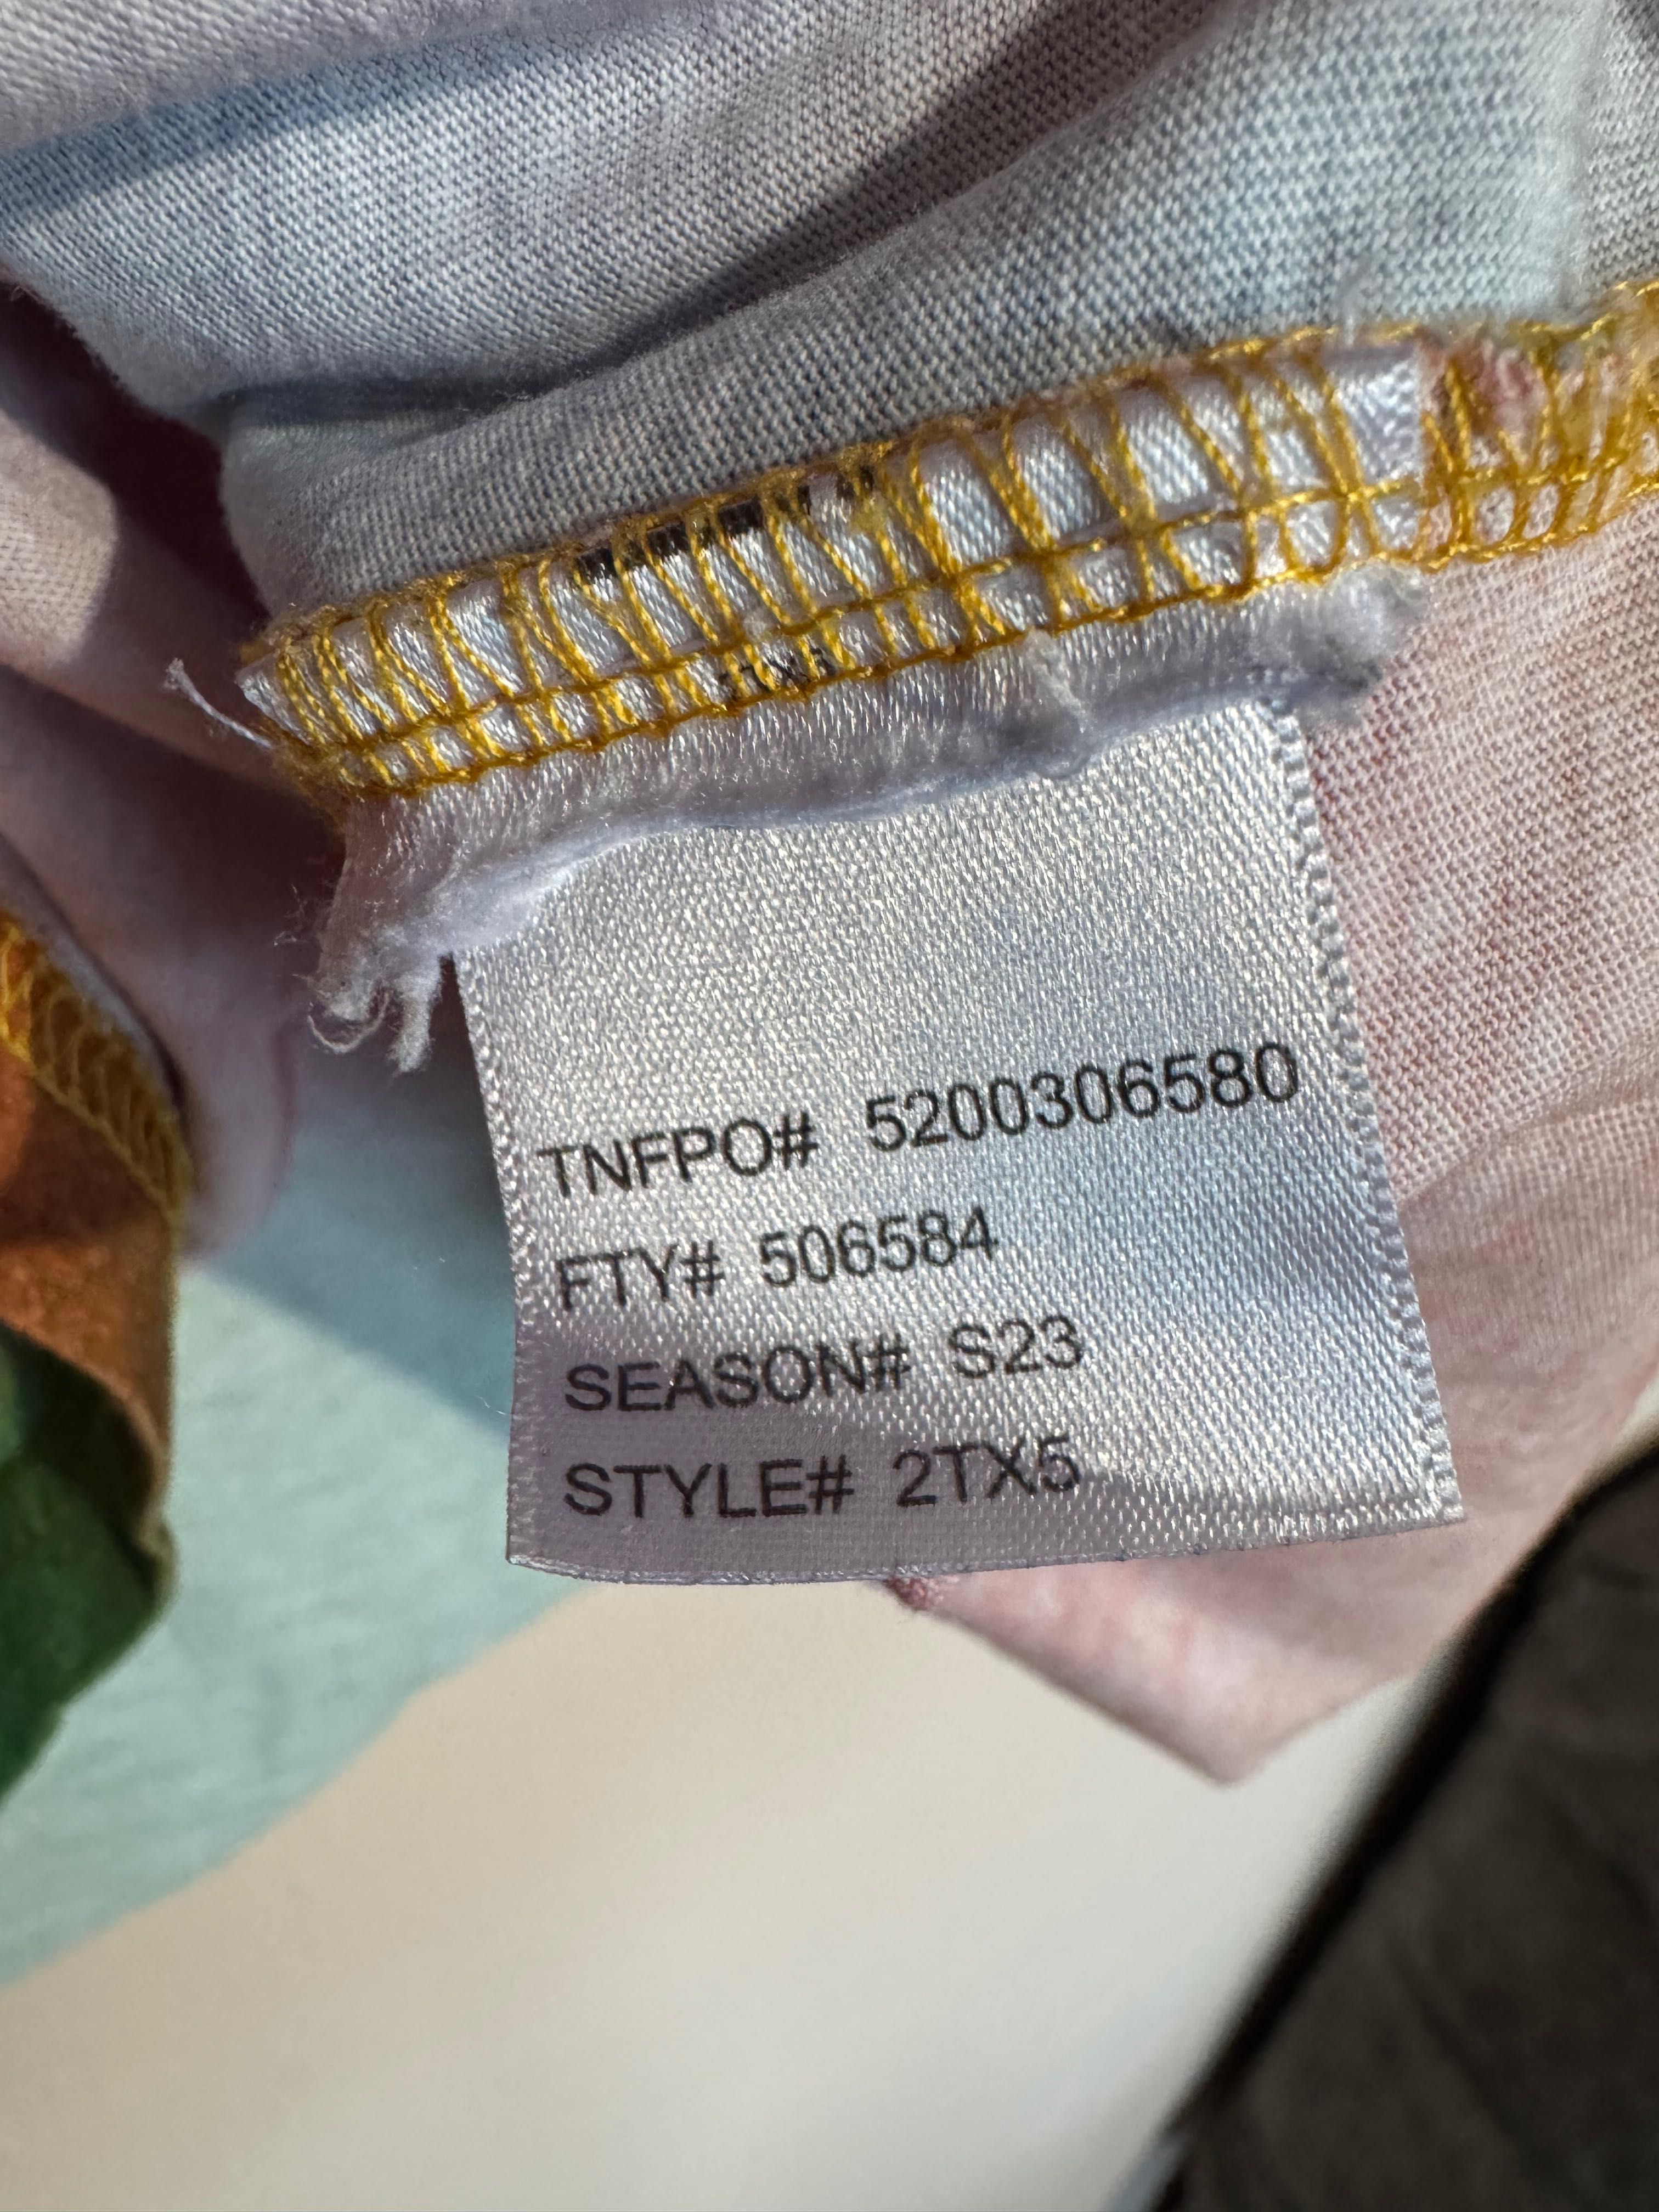 TNFPO# 5200306580
FTY# 506584
SEASON# S23
STYLE# 2TX5